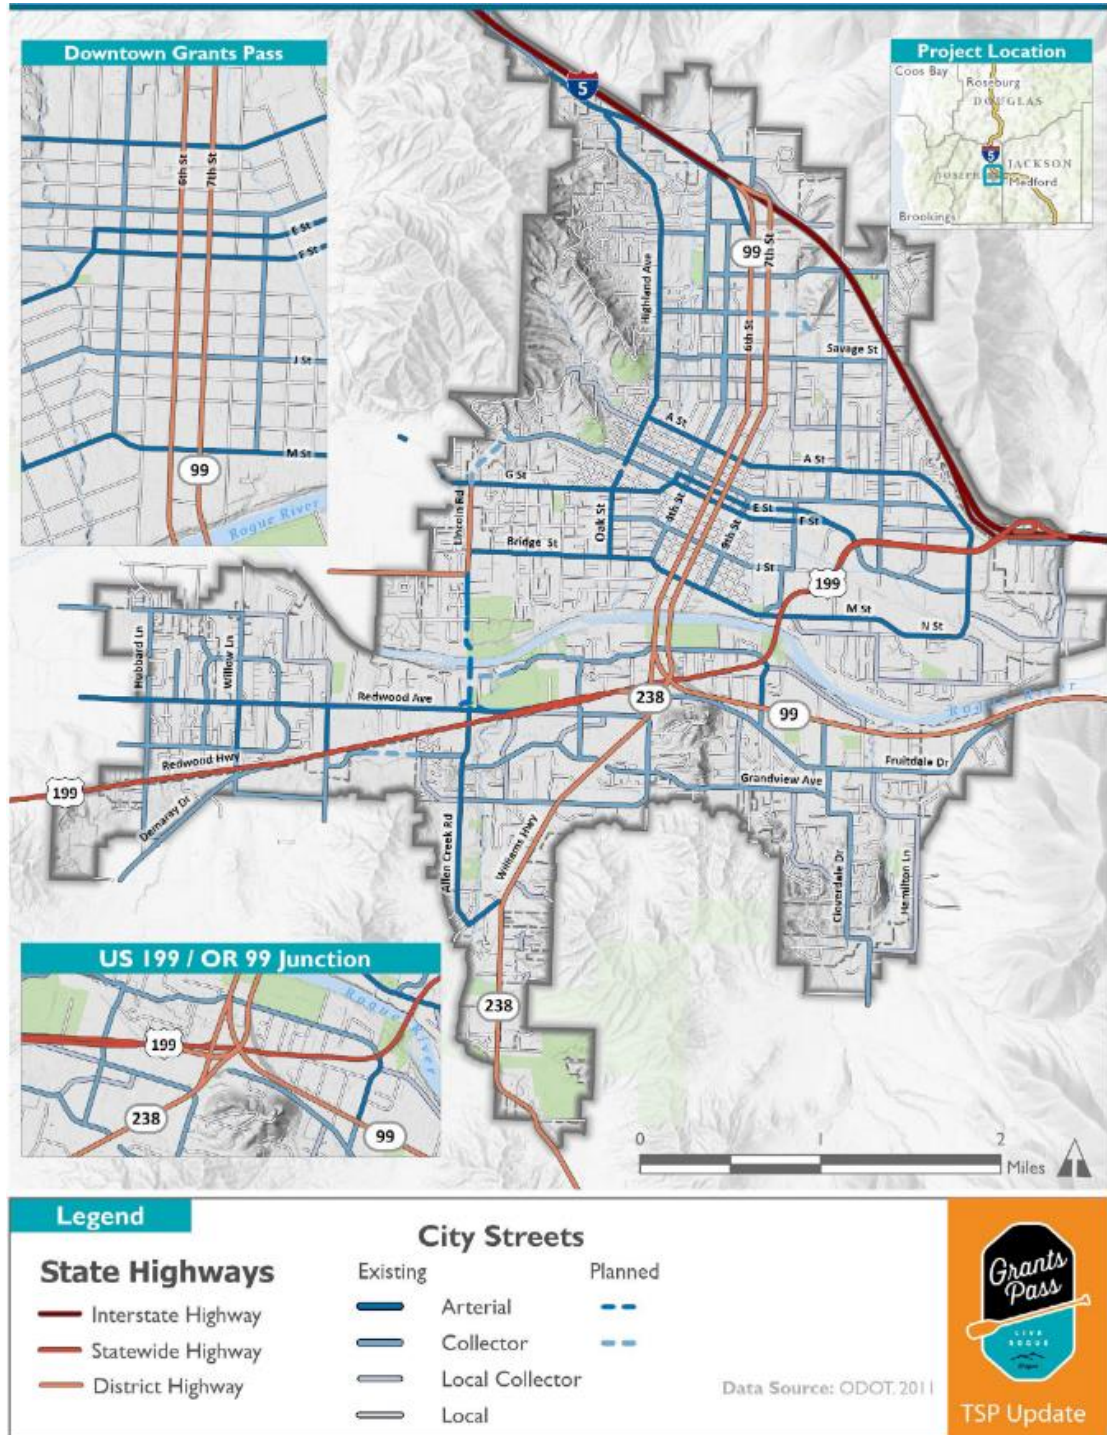 Downtown Grants Pass
6th St
7th St
E St
F St
J St
M St
99
Rogue River
Project Location
Coos Bay
Roseburg
DOUGLAS
5
JACKSON
Medford
Brookings
5
99
7th St
6th St
Highland Ave
Savage St
A St
A St
G St
Lincoln Rd
Oak St
4th St
9th St
E St
F St
Bridge St
J St
199
M St
N St
Hubbard Ln
Willow Ln
Redwood Ave
238
99
Rogue River
Redwood Hwy
199
Demaray Dr
Fruitdale Dr
Grandview Ave
Allen Creek Rd
Williams Hwy
Cloverdale Dr
Hamilton Ln
238
US 199 / OR 99 Junction
Rogue River
199
238
99
0 1 2
Miles
Legend
State Highways
Interstate Highway
Statewide Highway
District Highway
City Streets
Existing Planned
Arterial
Collector
Local Collector
Local
Data Source: ODOT, 2011
Grants
Pass
LIVE
ROGUE
TSP Update